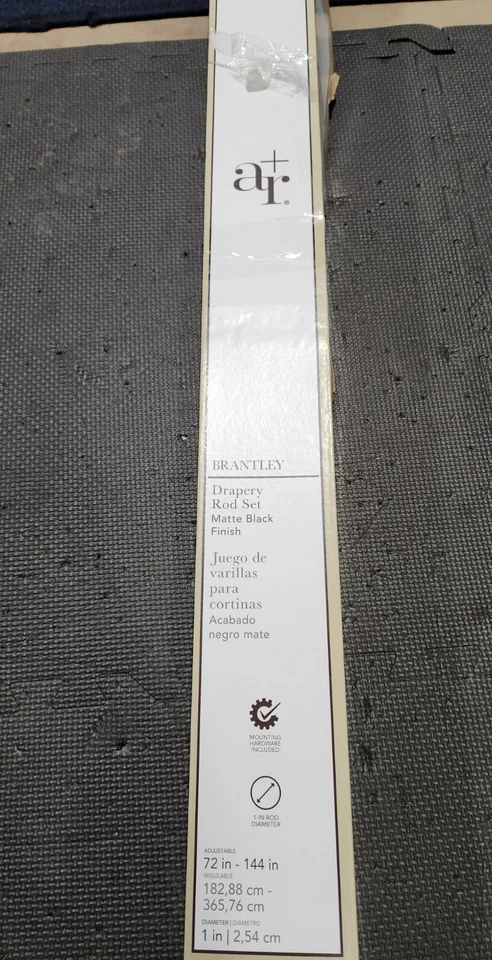 a+r®
BRANTLEY
Drapery
Rod Set
Matte Black
Finish
Juego de
varillas
para
cortinas
Acabado
negro mate
MOUNTING
HARDWARE
INCLUDED
1 IN ROD
DIAMETER
ADJUSTABLE
72 in - 144 in
REGULABLE
182,88 cm -
365,76 cm
DIAMETER | DIAMETRO
1 in | 2,54 cm